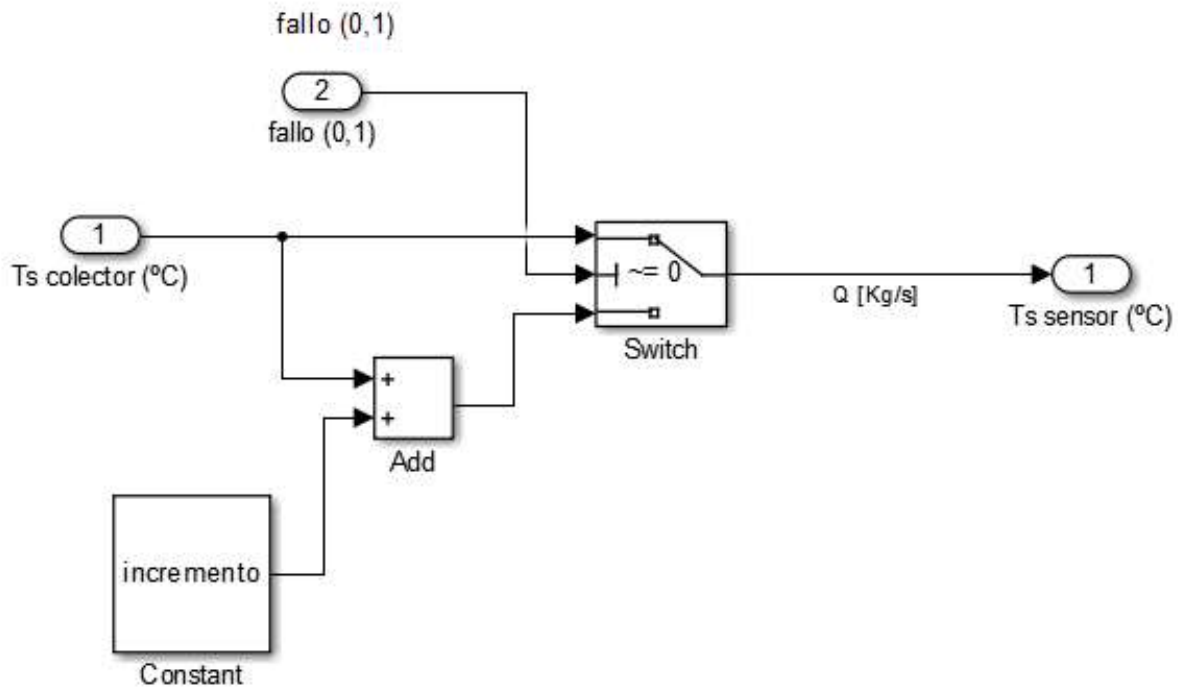 fallo (0,1)
2
fallo (0,1)
1
Ts colector (ºC)
~= 0
Switch
Q [Kg/s]
1
Ts sensor (ºC)
+
+
Add
incremento
Constant